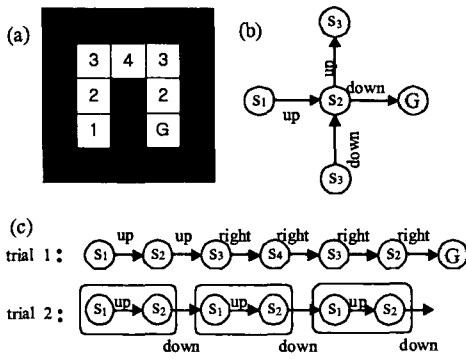 (a)
3 4 3
2 2
1 G
(b)
S3
up
down
S1 S2 G
up
down
S3
(c)
up up right right right right
trial 1: S1 S2 S3 S4 S3 S2 G
trial 2: S1 up S2 S1 up S2 S1 up S2
down down down